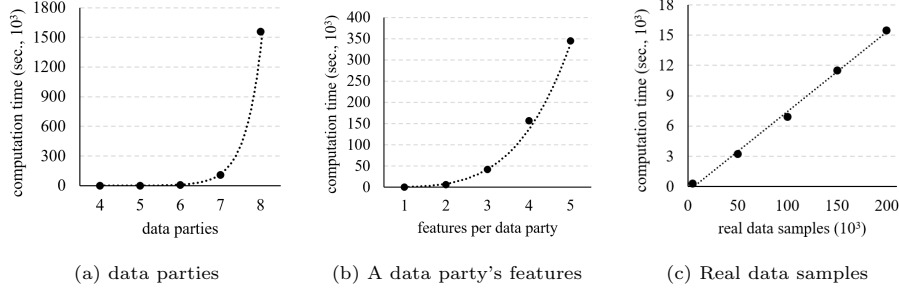 computation time (sec., 10³)
1800
1500
1200
900
600
300
0
4 5 6 7 8
data parties
(a) data parties
computation time (sec., 10³)
400
350
300
250
200
150
100
50
0
1 2 3 4 5
features per data party
(b) A data party's features
computation time (sec., 10³)
18
15
12
9
6
3
0
0 50 100 150 200
real data samples (10³)
(c) Real data samples